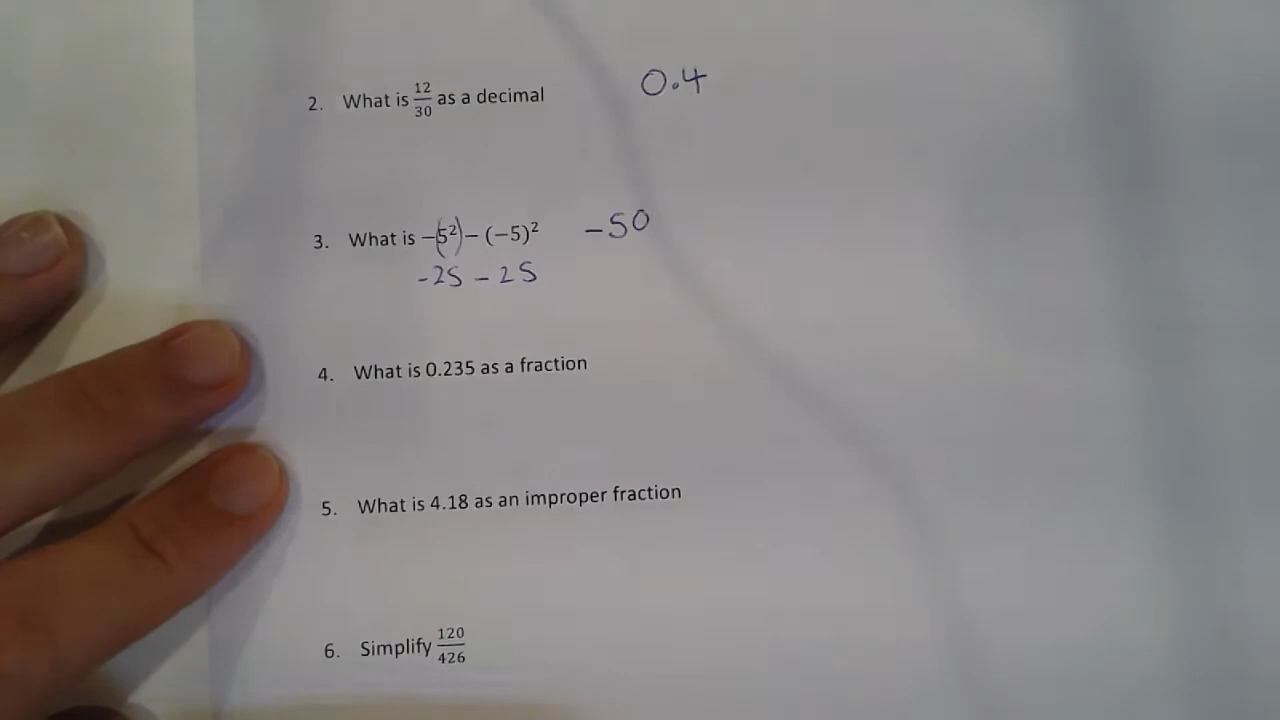 2. What is 12/30 as a decimal 0.4
3. What is −(5²)− (−5)² −50
-25 - 25
4. What is 0.235 as a fraction
5. What is 4.18 as an improper fraction
6. Simplify 120/426